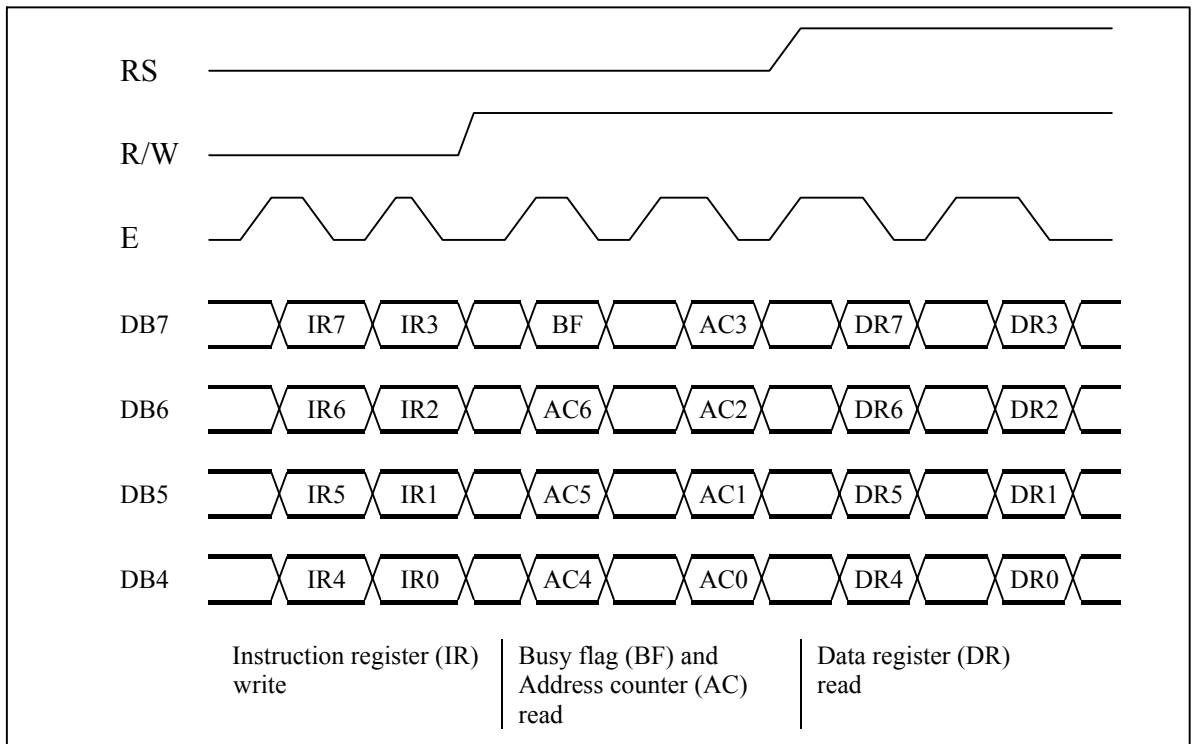 RS
R/W
E
DB7 IR7 IR3 BF AC3 DR7 DR3
DB6 IR6 IR2 AC6 AC2 DR6 DR2
DB5 IR5 IR1 AC5 AC1 DR5 DR1
DB4 IR4 IR0 AC4 AC0 DR4 DR0
Instruction register (IR)
write
Busy flag (BF) and
Address counter (AC)
read
Data register (DR)
read